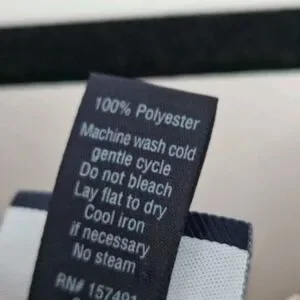 100% Polyester
Machine wash cold
gentle cycle
Do not bleach
Lay flat to dry
Cool iron
if necessary
No steam
RN# 157491